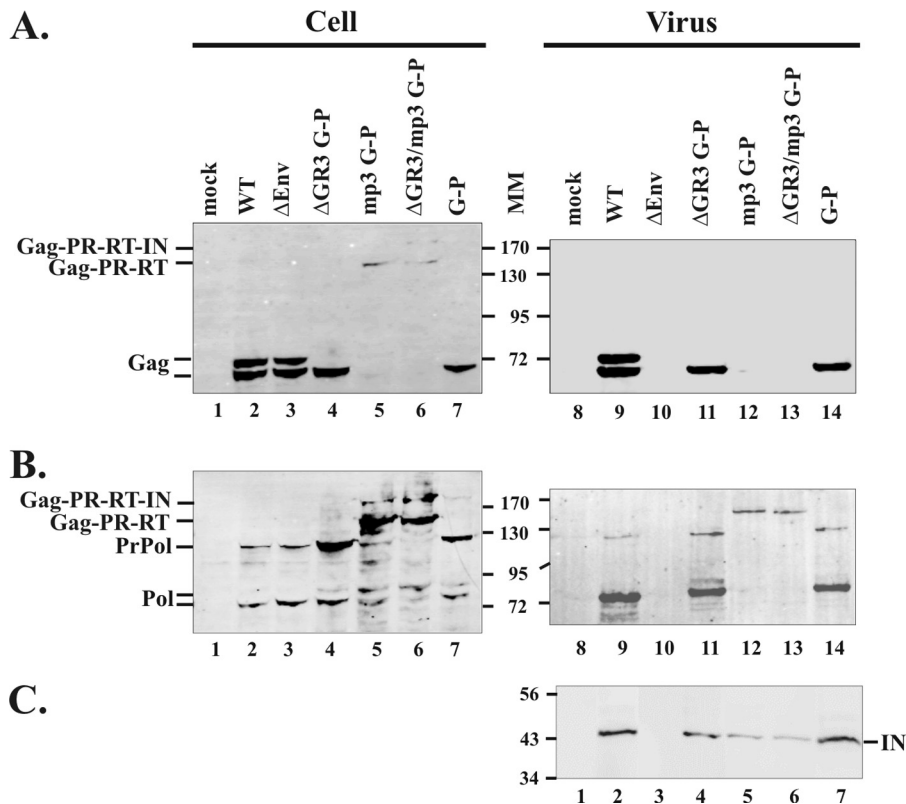 A.
Cell
Virus
mock
WT
ΔEnv
ΔGR3 G-P
mp3 G-P
ΔGR3/mp3 G-P
G-P
MM
mock
WT
ΔEnv
ΔGR3 G-P
mp3 G-P
ΔGR3/mp3 G-P
G-P
Gag-PR-RT-IN
Gag-PR-RT
Gag
170
130
95
72
1 2 3 4 5 6 7
8 9 10 11 12 13 14
B.
Gag-PR-RT-IN
Gag-PR-RT
PrPol
Pol
170
130
95
72
1 2 3 4 5 6 7
8 9 10 11 12 13 14
C.
56
43
34
IN
1 2 3 4 5 6 7